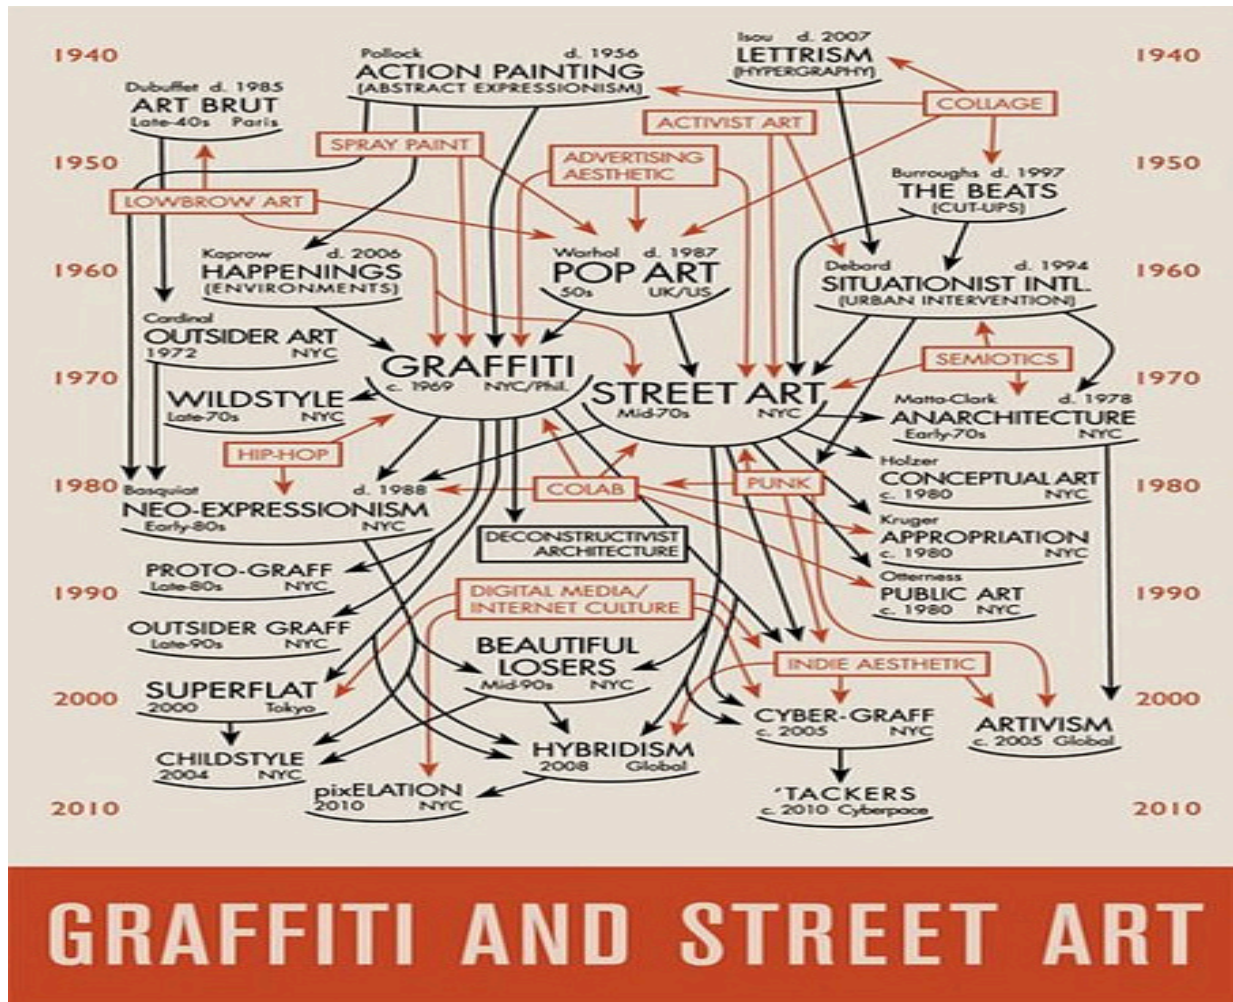 1940
Pollock d. 1956
ACTION PAINTING
(ABSTRACT EXPRESSIONISM)
Isou d. 2007
LETTRISM
(HYPERGRAPHY)
1940
Dubuffet d. 1985
ART BRUT
Late-40s Paris
COLLAGE
ACTIVIST ART
SPRAY PAINT
1950
ADVERTISING
AESTHETIC
1950
Burroughs d. 1997
THE BEATS
(CUT-UPS)
LOWBROW ART
Kaprow d. 2006
HAPPENINGS
(ENVIRONMENTS)
Warhol d. 1987
POP ART
50s UK/US
Debord d. 1994
SITUATIONIST INTL.
(URBAN INTERVENTION)
1960
1960
Cardinal
OUTSIDER ART
1972 NYC
GRAFFITI
c. 1969 NYC/Phil.
SEMIOTICS
1970
1970
STREET ART
Mid-70s NYC
WILDSTYLE
Late-70s NYC
Matta-Clark d. 1978
ANARCHITECTURE
Early-70s NYC
HIP-HOP
Holzer
CONCEPTUAL ART
c. 1980 NYC
1980
COLAB
PUNK
1980
Basquiat d. 1988
NEO-EXPRESSIONISM
Early-80s NYC
Kruger
APPROPRIATION
c. 1980 NYC
DECONSTRUCTIVIST
ARCHITECTURE
PROTO-GRAFF
Late-80s NYC
Otterness
PUBLIC ART
c. 1980 NYC
1990
DIGITAL MEDIA/
INTERNET CULTURE
1990
OUTSIDER GRAFF
Late-90s NYC
BEAUTIFUL
LOSERS
Mid-90s NYC
INDIE AESTHETIC
SUPERFLAT
2000 Tokyo
2000
2000
CYBER-GRAFF
c. 2005 NYC
ARTIVISM
c. 2005 Global
CHILDSTYLE
2004 NYC
HYBRIDISM
2008 Global
pixELATION
2010 NYC
'TACKERS
c. 2010 Cyberpace
2010
2010
GRAFFITI AND STREET ART